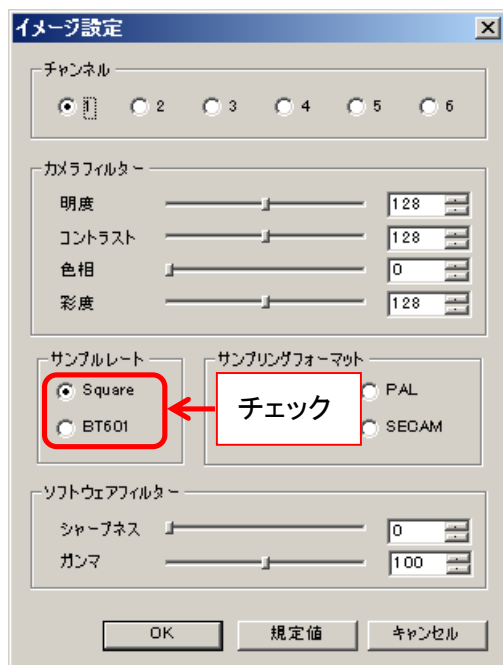 イメージ設定
チャンネル
1 2 3 4 5 6
カメラフィルター
明度 128
コントラスト 128
色相 0
彩度 128
サンプルレート サンプリングフォーマット
Square チェック PAL
BT601 SECAM
ソフトウェアフィルター
シャープネス 0
ガンマ 100
OK 規定値 キャンセル